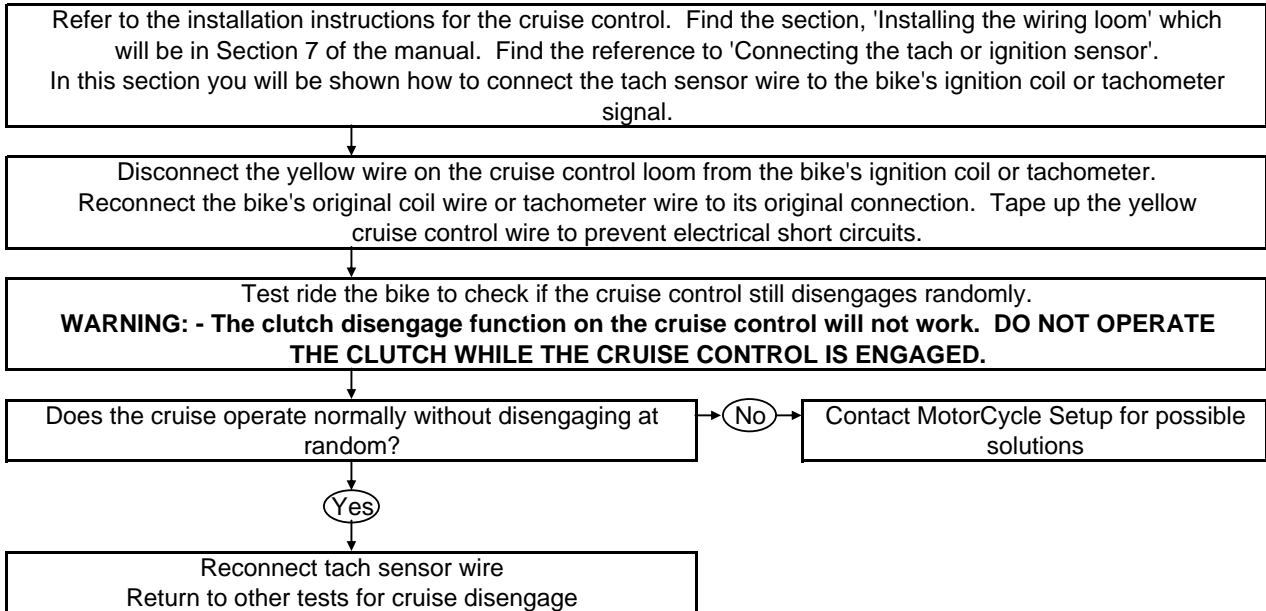 Refer to the installation instructions for the cruise control.  Find the section, 'Installing the wiring loom' which
will be in Section 7 of the manual.  Find the reference to 'Connecting the tach or ignition sensor'.
In this section you will be shown how to connect the tach sensor wire to the bike's ignition coil or tachometer
signal.
Disconnect the yellow wire on the cruise control loom from the bike's ignition coil or tachometer.
Reconnect the bike's original coil wire or tachometer wire to its original connection.  Tape up the yellow
cruise control wire to prevent electrical short circuits.
Test ride the bike to check if the cruise control still disengages randomly.
WARNING: - The clutch disengage function on the cruise control will not work.  DO NOT OPERATE
THE CLUTCH WHILE THE CRUISE CONTROL IS ENGAGED.
Does the cruise operate normally without disengaging at
random?
No
Contact MotorCycle Setup for possible
solutions
Yes
Reconnect tach sensor wire
Return to other tests for cruise disengage